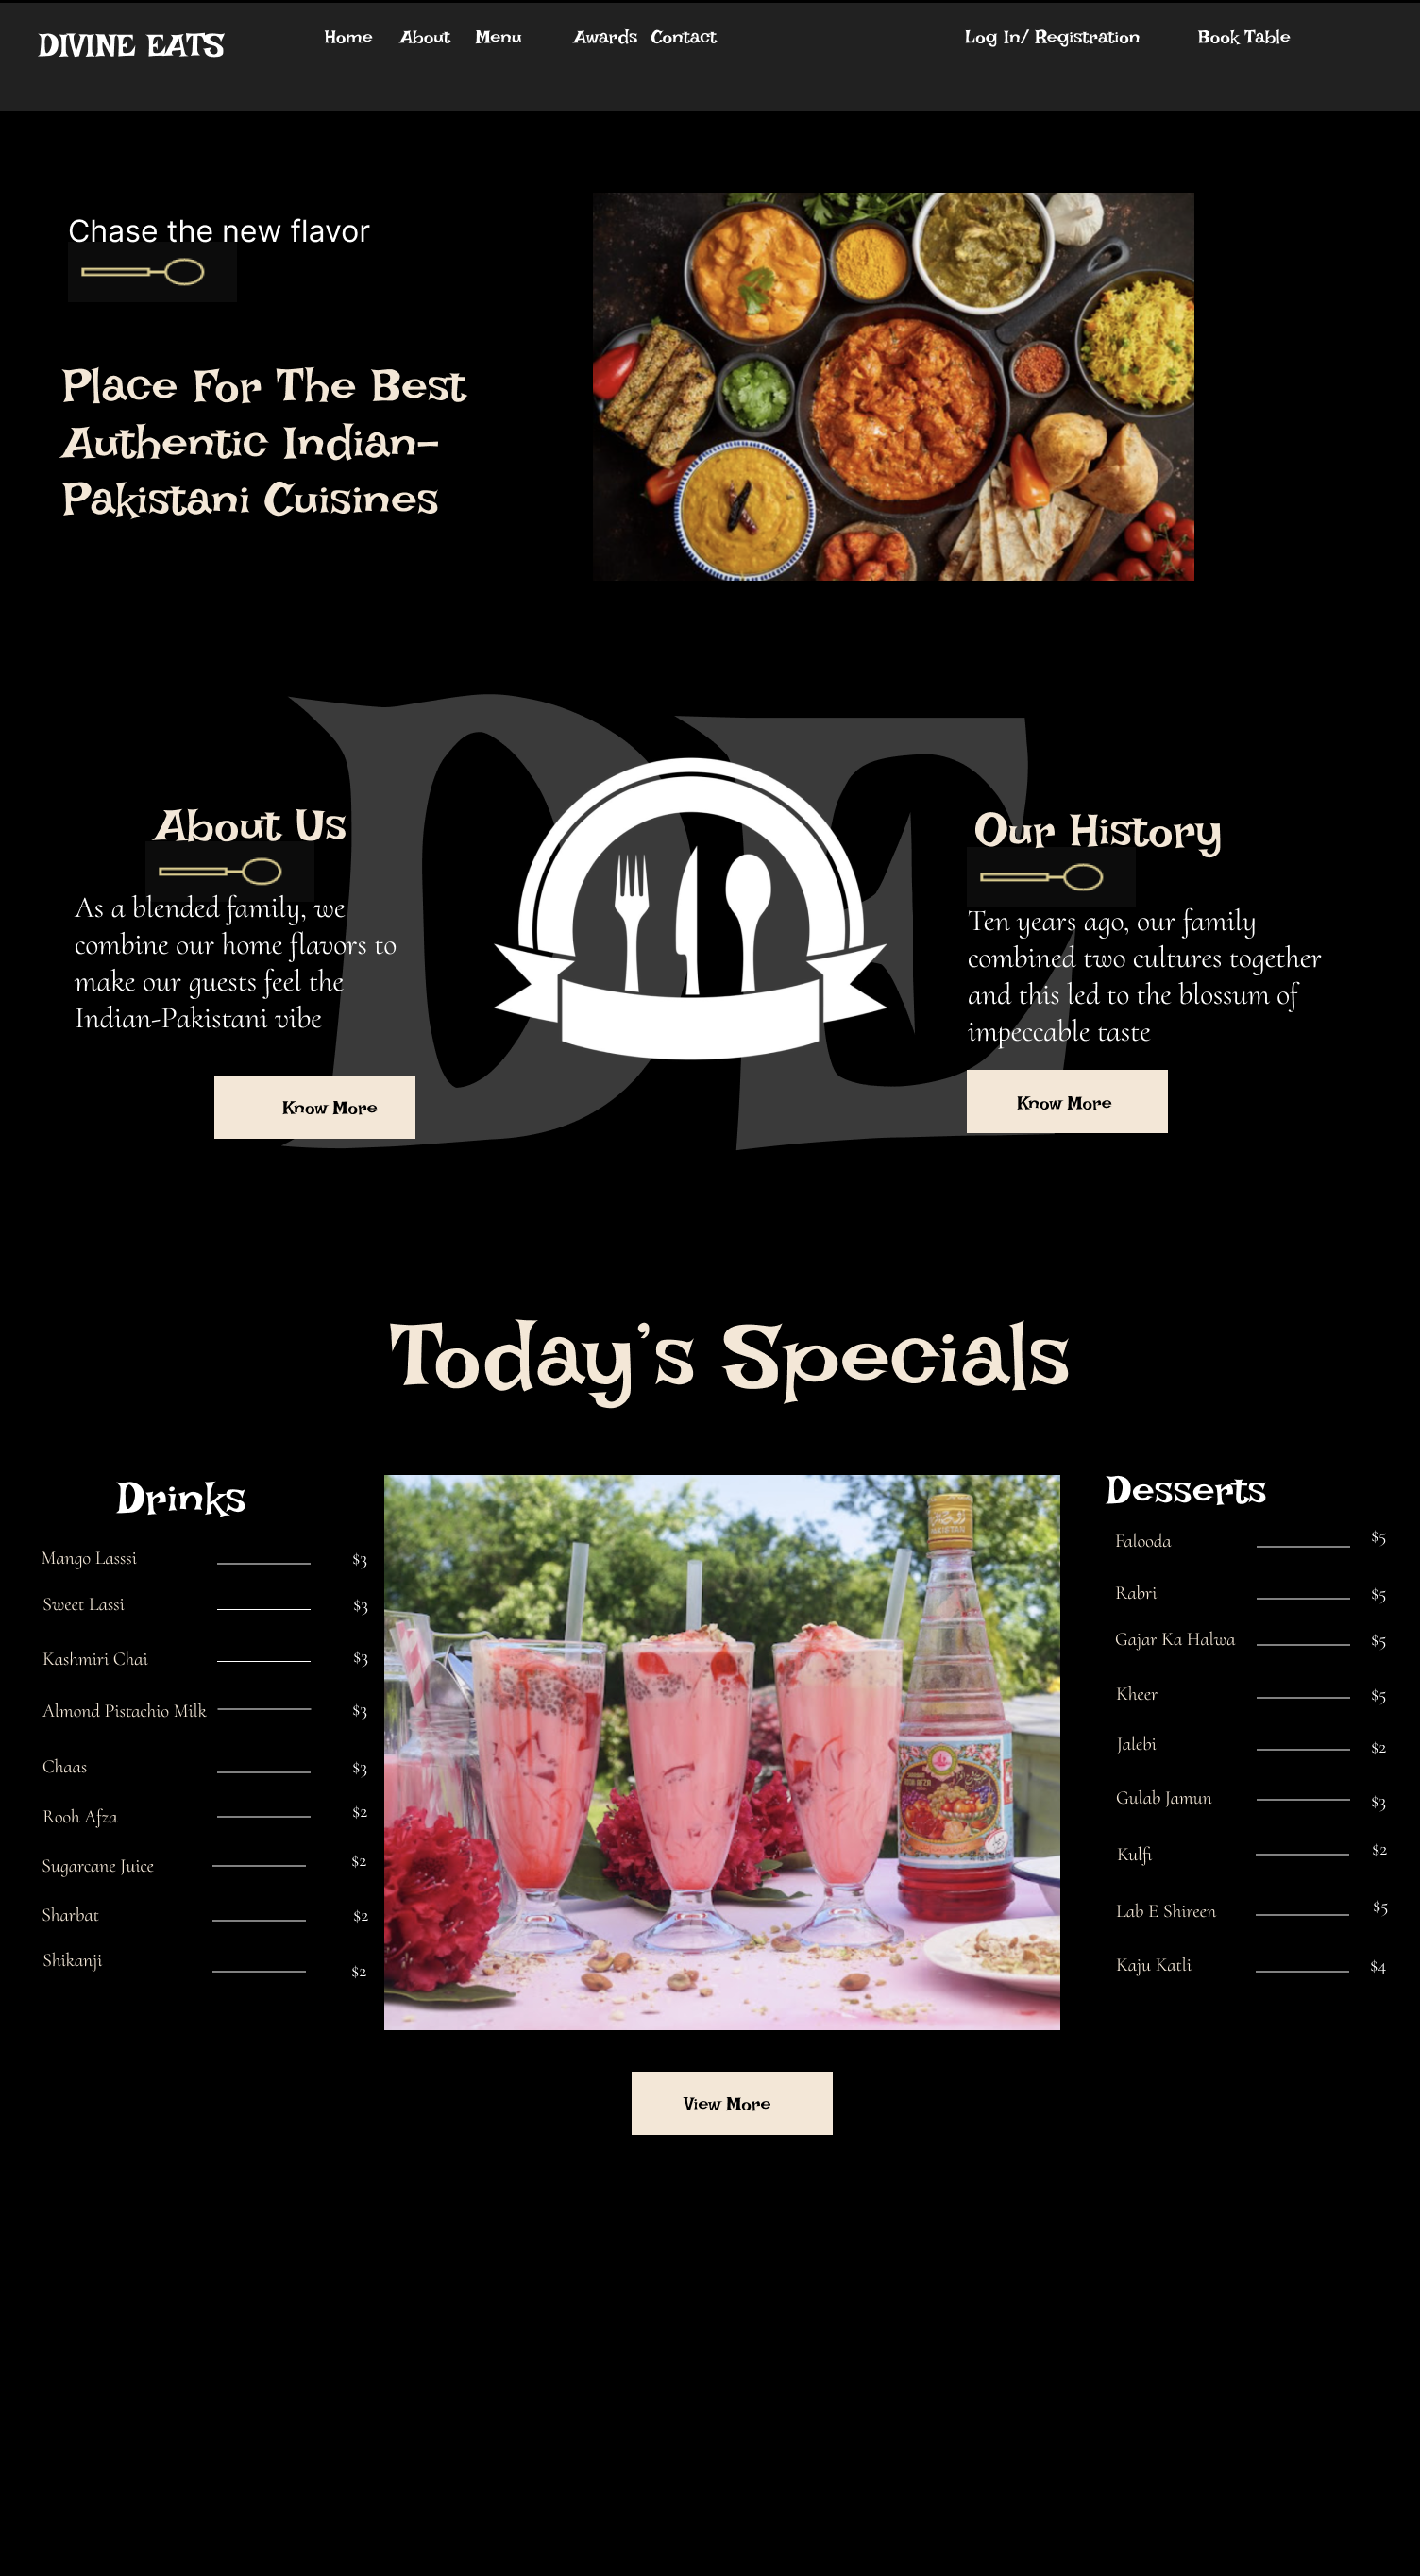 DIVINE EATS
Home About Menu Awards Contact Log In/ Registration Book Table
Chase the new flavor
Place For The Best
Authentic Indian-
Pakistani Cuisines
About Us
As a blended family, we
combine our home flavors to
make our guests feel the
Indian-Pakistani vibe
Know More
Our History
Ten years ago, our family
combined two cultures together
and this led to the blossum of
impeccable taste
Know More
Today's Specials
Drinks
Mango Lasssi $3
Sweet Lassi $3
Kashmiri Chai $3
Almond Pistachio Milk $3
Chaas $3
Rooh Afza $2
Sugarcane Juice $2
Sharbat $2
Shikanji $2
Desserts
Falooda $5
Rabri $5
Gajar Ka Halwa $5
Kheer $5
Jalebi $2
Gulab Jamun $3
Kulfi $2
Lab E Shireen $5
Kaju Katli $4
View More